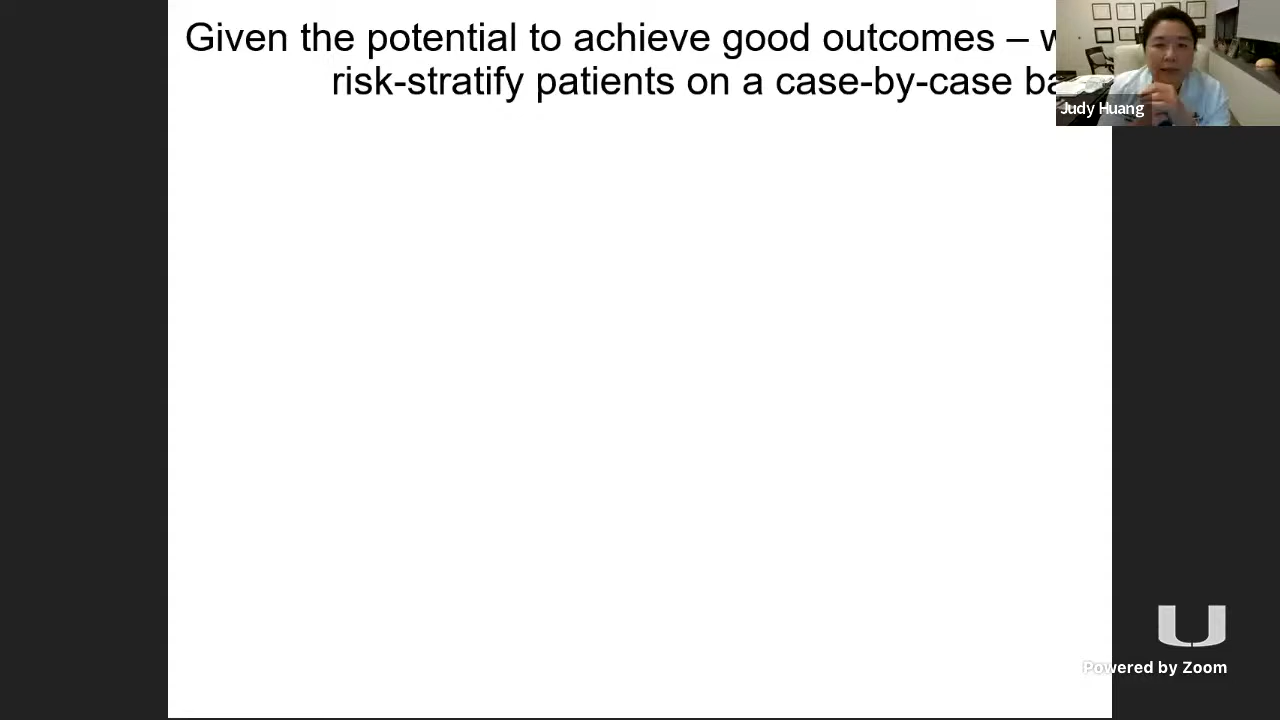 Given the potential to achieve good outcomes –
risk-stratify patients on a case-by-case
Judy Huang
U
Powered by Zoom